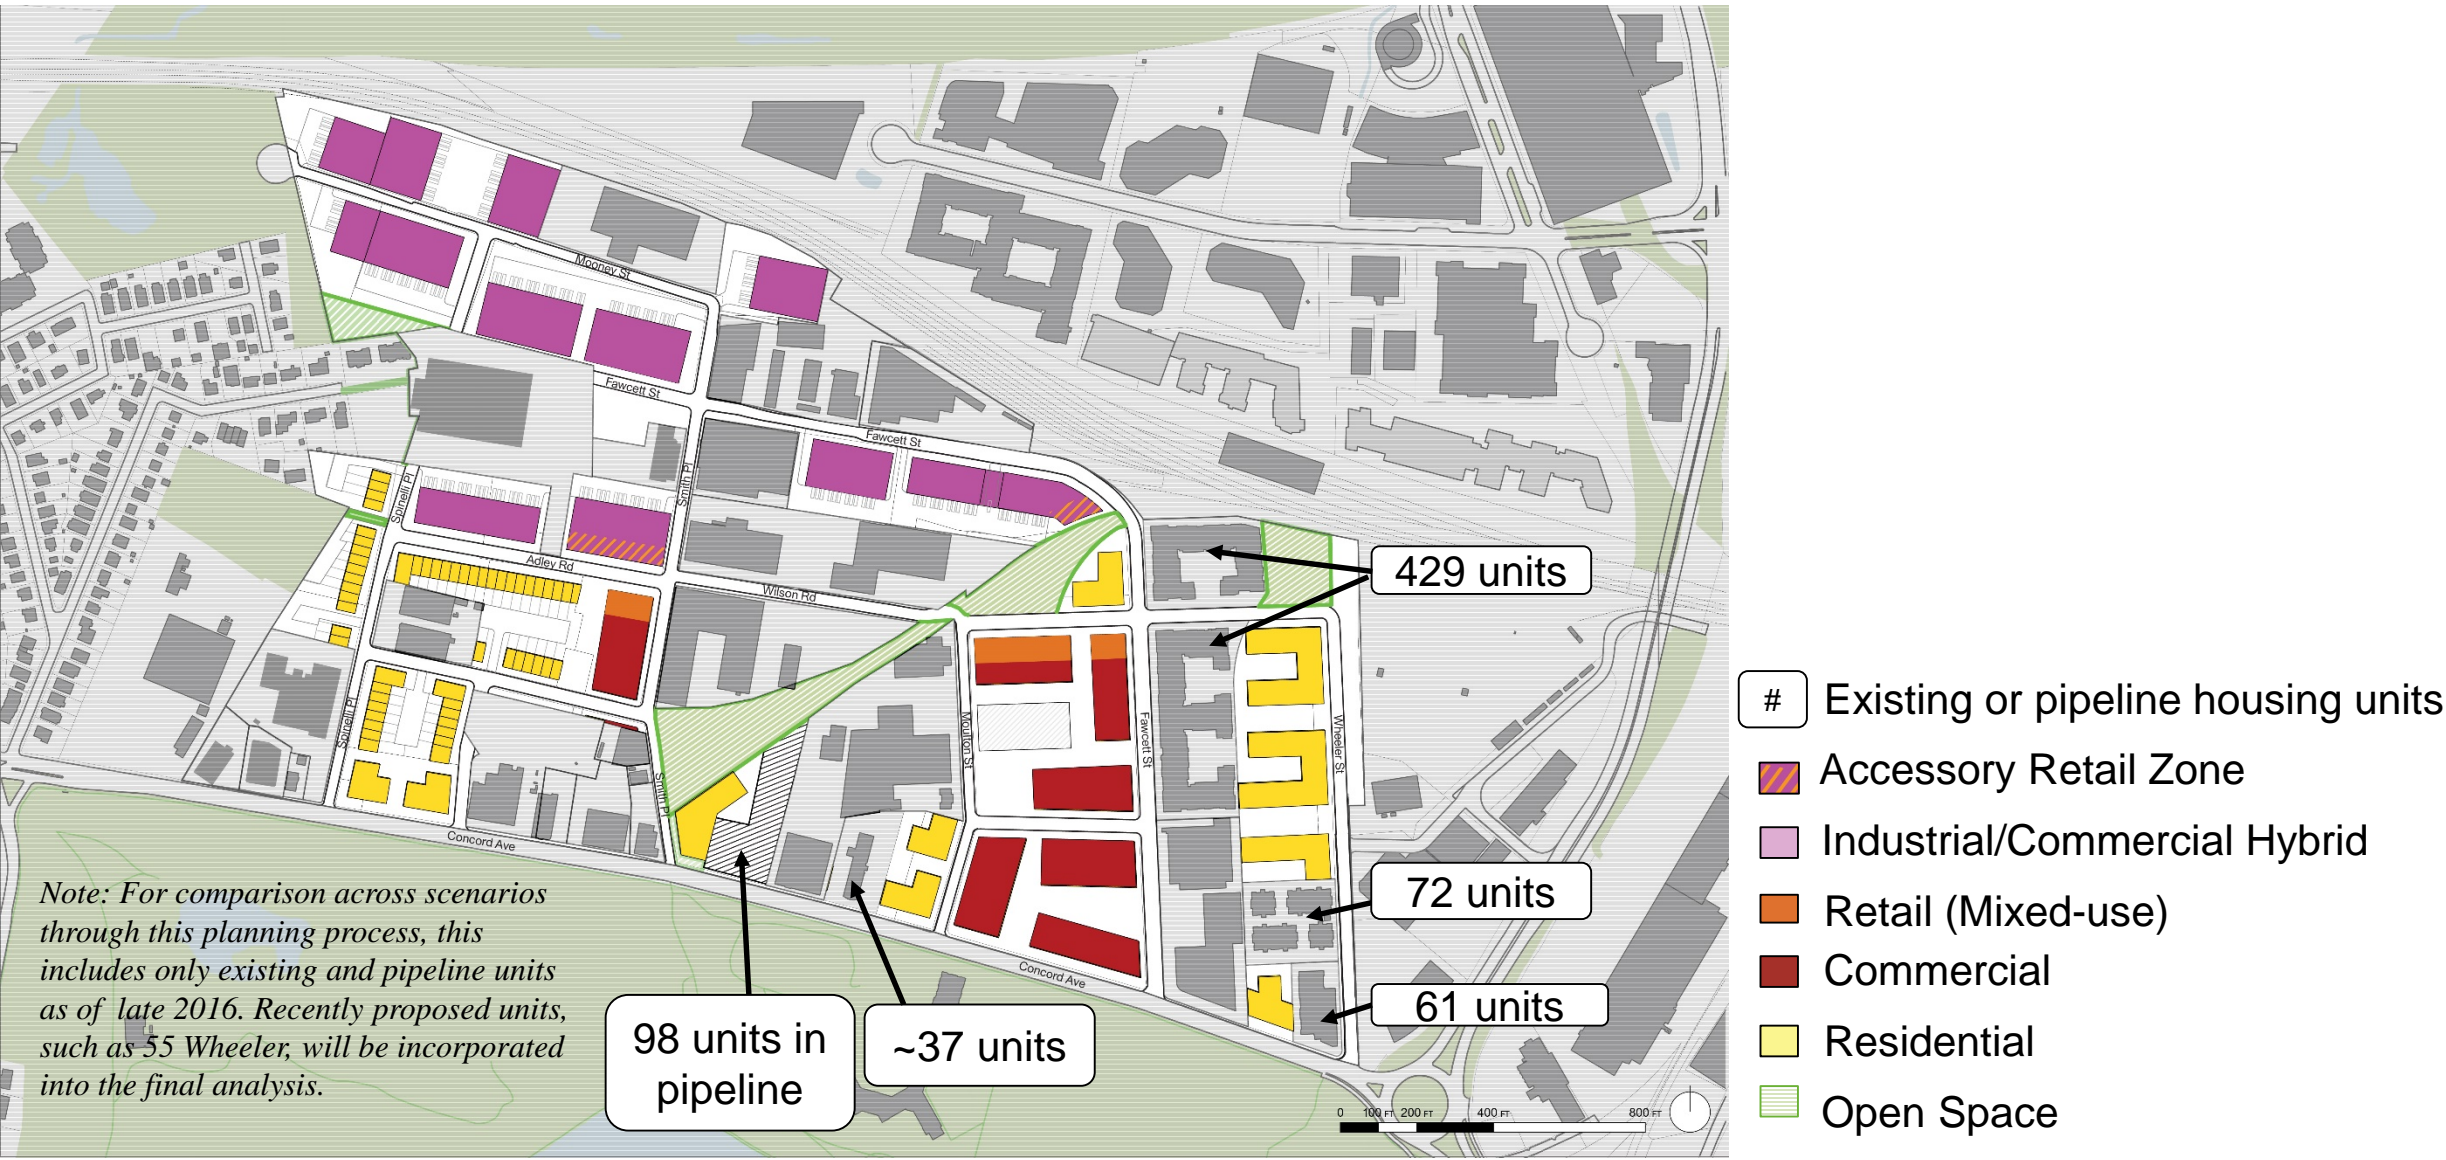 Mooney St
Fawcett St
Fawcett St
Smith Pl
Spinelli Pl
Adley Rd
Wilson Rd
429 units
Moulton St
Fawcett St
Wheeler St
Spinelli Pl
Smith Pl
Concord Ave
Concord Ave
72 units
61 units
98 units in
pipeline
~37 units
Note: For comparison across scenarios
through this planning process, this
includes only existing and pipeline units
as of late 2016. Recently proposed units,
such as 55 Wheeler, will be incorporated
into the final analysis.
0 100 FT 200 FT 400 FT 800 FT
# Existing or pipeline housing units
Accessory Retail Zone
Industrial/Commercial Hybrid
Retail (Mixed-use)
Commercial
Residential
Open Space